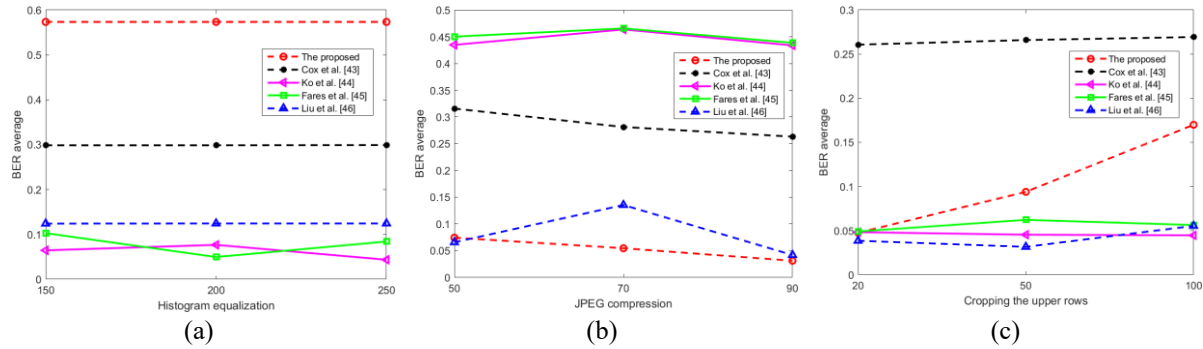 0.6
0.5
0.4
0.3
0.2
0.1
0
BER average
150
200
250
Histogram equalization
The proposed
Cox et al. [43]
Ko et al. [44]
Fares et al. [45]
Liu et al. [46]
(a)
0.5
0.45
0.4
0.35
0.3
0.25
0.2
0.15
0.1
0.05
0
BER average
50
70
90
JPEG compression
The proposed
Cox et al. [43]
Ko et al. [44]
Fares et al. [45]
Liu et al. [46]
(b)
0.3
0.25
0.2
0.15
0.1
0.05
0
BER average
20
50
100
Cropping the upper rows
The proposed
Cox et al. [43]
Ko et al. [44]
Fares et al. [45]
Liu et al. [46]
(c)